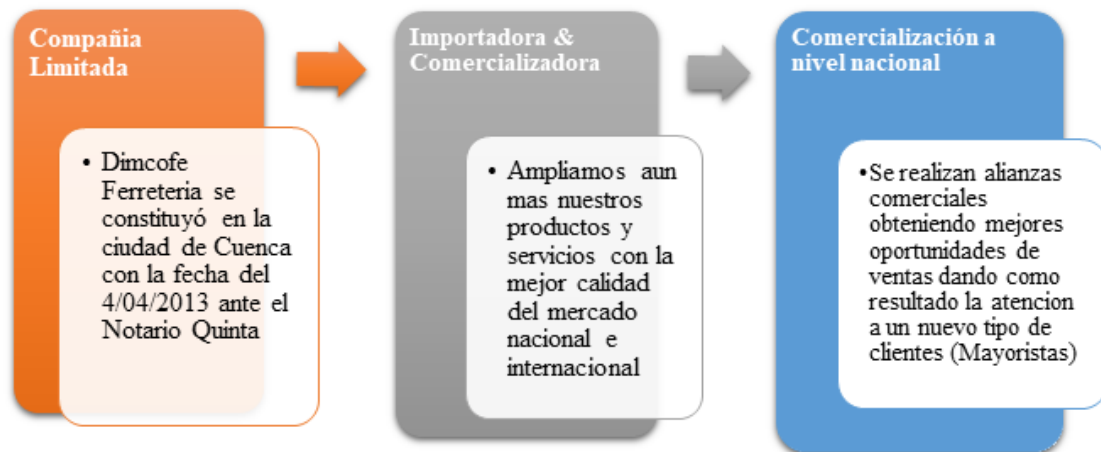 Compañia
Limitada
• Dimcofe
Ferreteria se
constituyó en la
ciudad de Cuenca
con la fecha del
4/04/2013 ante el
Notario Quinta
Importadora &
Comercializadora
• Ampliamos aun
mas nuestros
productos y
servicios con la
mejor calidad
del mercado
nacional e
internacional
Comercialización a
nivel nacional
•Se realizan alianzas
comerciales
obteniendo mejores
oportunidades de
ventas dando como
resultado la atencion
a un nuevo tipo de
clientes (Mayoristas)